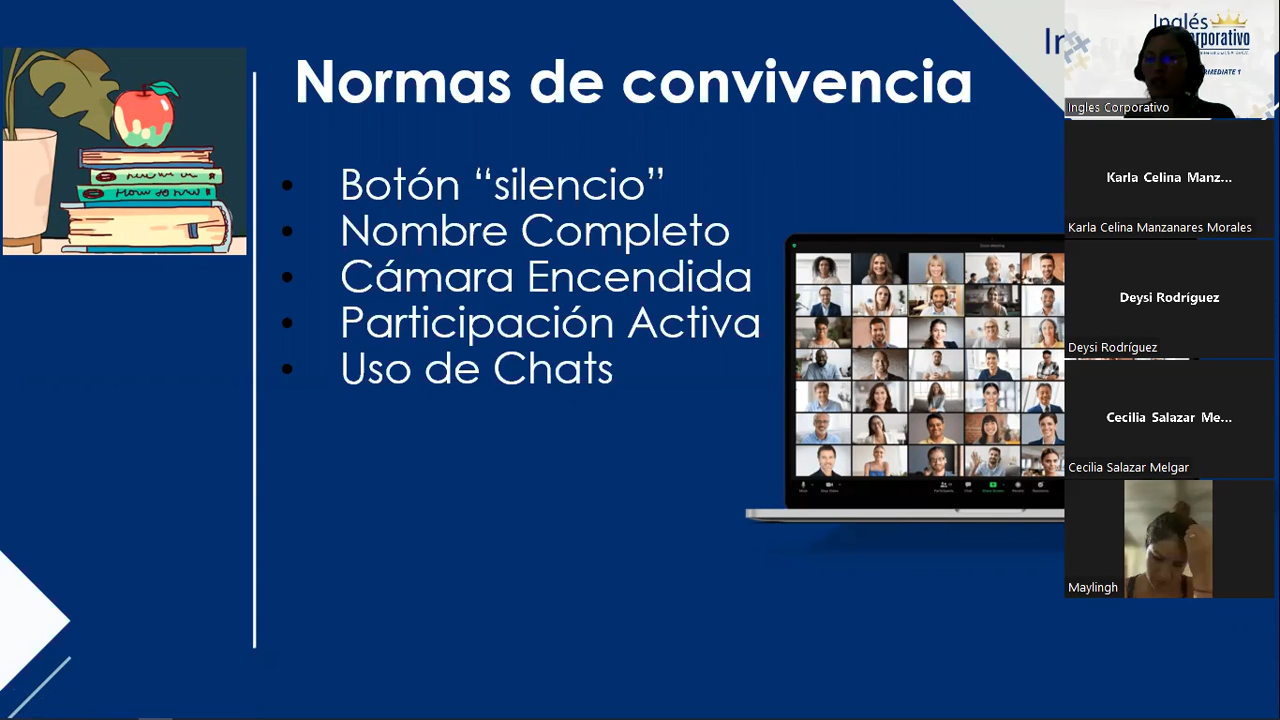 Normas de convivencia
• Botón “silencio”
• Nombre Completo
• Cámara Encendida
• Participación Activa
• Uso de Chats
Inglés
Corporativo
Ingles Corporativo
Karla Celina Manz...
Karla Celina Manzanares Morales
Deysi Rodríguez
Deysi Rodríguez
Cecilia Salazar Me...
Cecilia Salazar Melgar
Maylingh